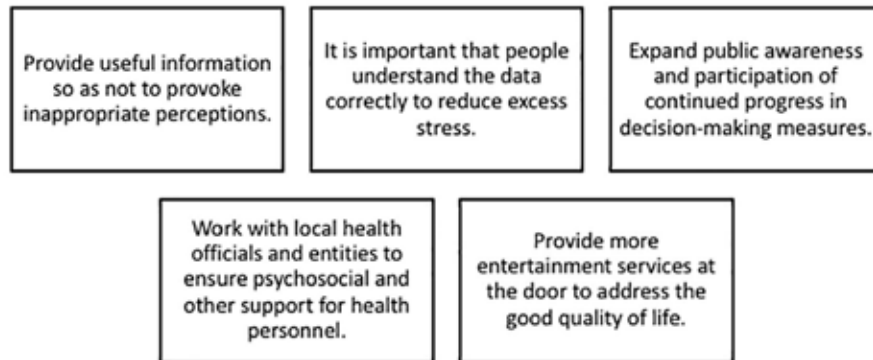 Provide useful information
so as not to provoke
inappropriate perceptions.
It is important that people
understand the data
correctly to reduce excess
stress.
Expand public awareness
and participation of
continued progress in
decision-making measures.
Work with local health
officials and entities to
ensure psychosocial and
other support for health
personnel.
Provide more
entertainment services at
the door to address the
good quality of life.